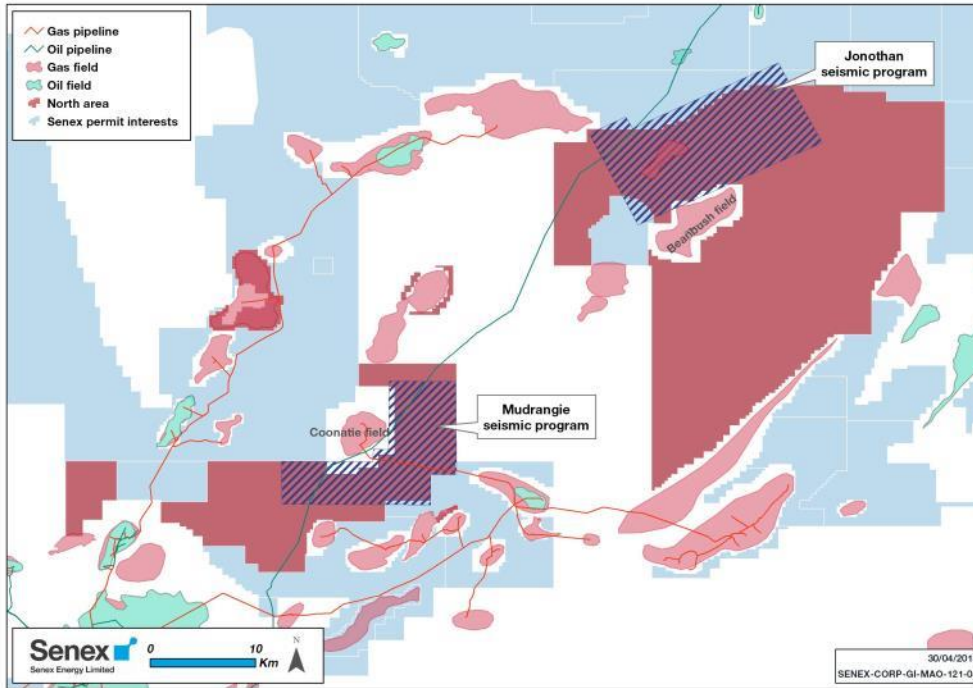 Gas pipeline
Oil pipeline
Gas field
Oil field
North area
Senex permit interests
Jonothan
seismic program
Beanbush field
Mudrangie
seismic program
Coonatie field
Senex
Senex Energy Limited
0 10
Km
N
30/04/201
SENEX-CORP-GI-MAO-121-0